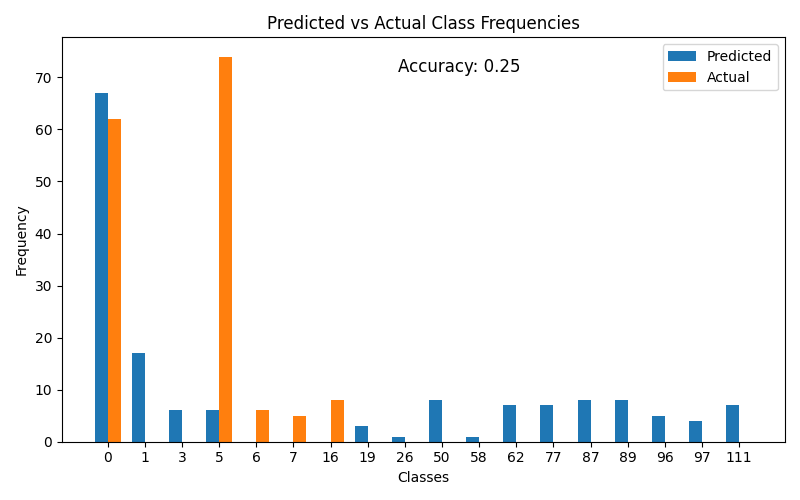 Predicted vs Actual Class Frequencies
Accuracy: 0.25
Predicted
Actual
Frequency
70
60
50
40
30
20
10
0
0 1 3 5 6 7 16 19 26 50 58 62 77 87 89 96 97 111
Classes